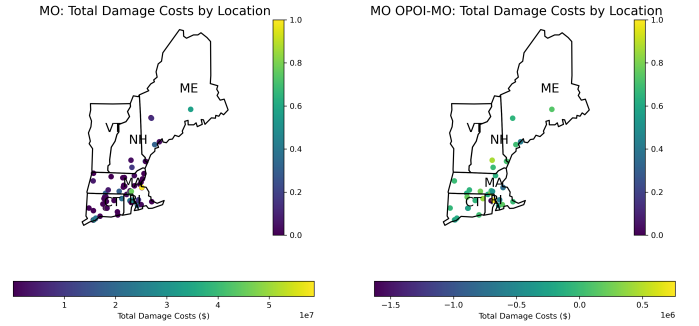 MO: Total Damage Costs by Location
1.0
0.8
0.6
0.4
0.2
0.0
ME
VT
NH
MA
CT
1
2
3
4
5
1e7
Total Damage Costs ($)
MO OPOI-MO: Total Damage Costs by Location
1.0
0.8
0.6
0.4
0.2
0.0
ME
VT
NH
MA
CT
−1.5
−1.0
−0.5
0.0
0.5
1e6
Total Damage Costs ($)